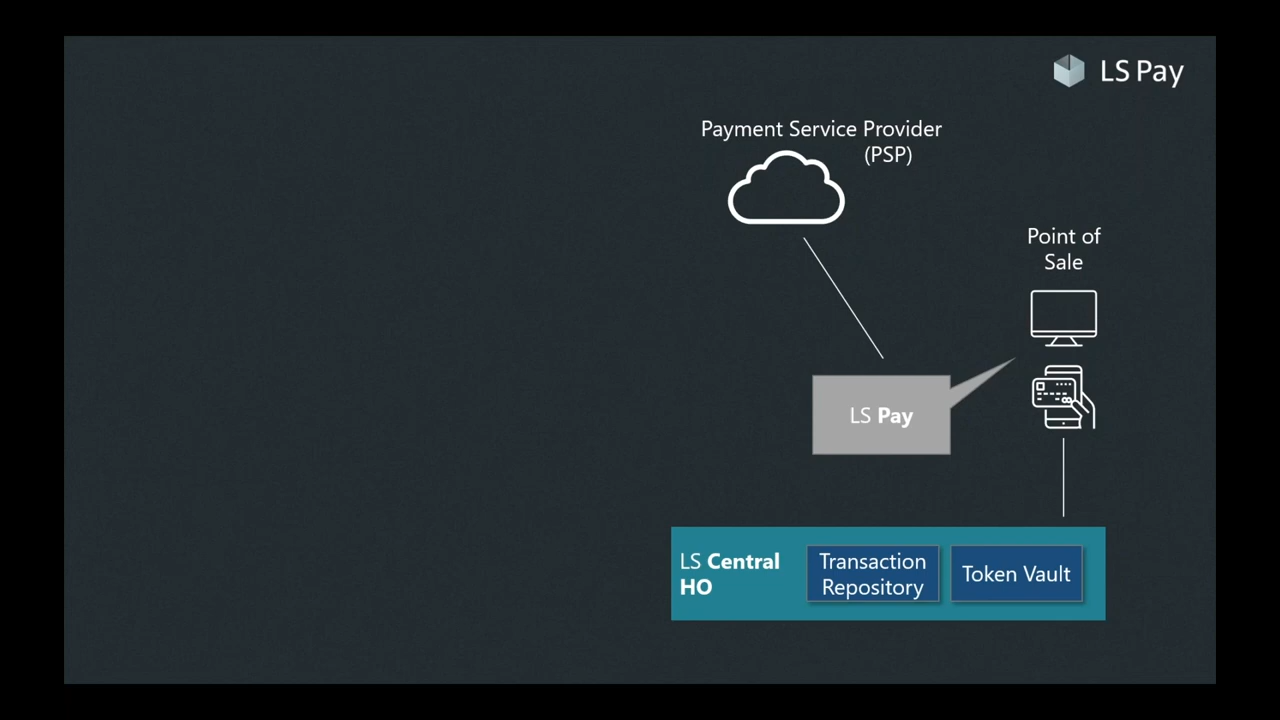 LS Pay
Payment Service Provider
(PSP)
Point of
Sale
LS Pay
LS Central
HO
Transaction
Repository
Token Vault